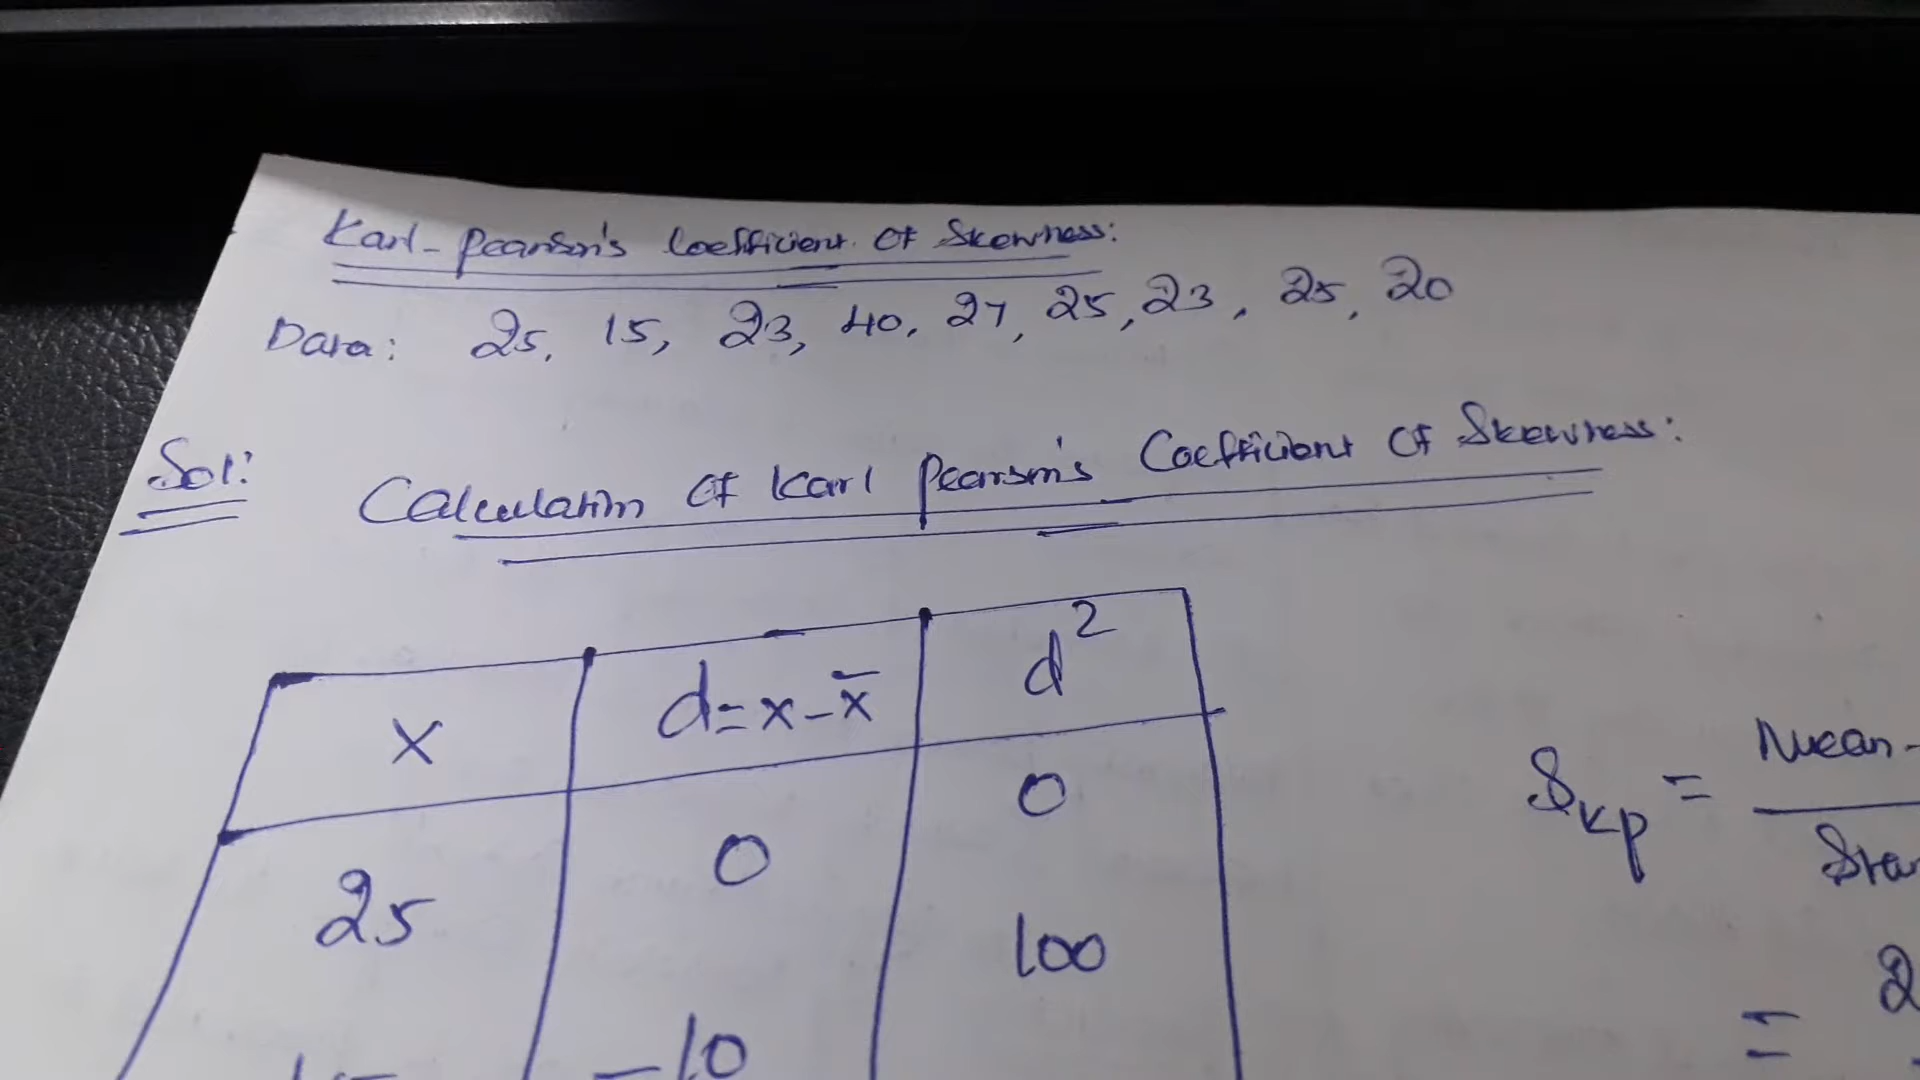 Karl-Pearson's Coefficient Of Skewness:
Data: 25, 15, 23, 40, 27, 25, 23, 25, 20
Sol:
Calculation Of Karl Pearson's Coefficient Of Skewness:
x d=x-x̄ d²
25 0 0
-10 100
Skp = Mean-
=